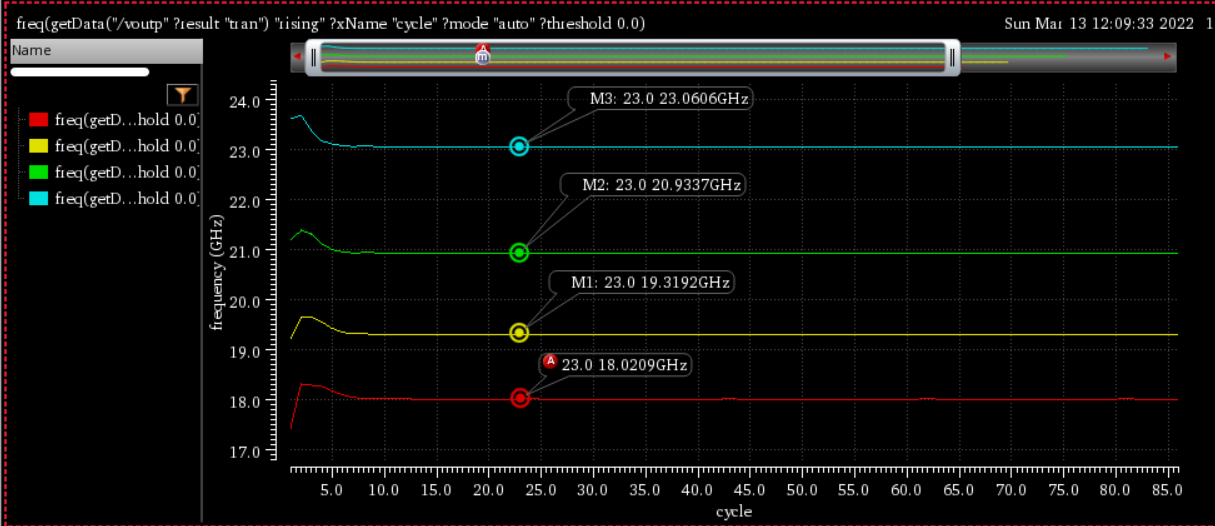 freq(getData("/voutp" ?result "tran") "rising" ?xName "cycle" ?mode "auto" ?threshold 0.0)
Sun Mar 13 12:09:33 2022 1
Name
freq(getD...hold 0.0)
freq(getD...hold 0.0)
freq(getD...hold 0.0)
freq(getD...hold 0.0)
A
m
frequency (GHz)
24.0
23.0
22.0
21.0
20.0
19.0
18.0
17.0
M3: 23.0 23.0606GHz
M2: 23.0 20.9337GHz
M1: 23.0 19.3192GHz
A 23.0 18.0209GHz
5.0 10.0 15.0 20.0 25.0 30.0 35.0 40.0 45.0 50.0 55.0 60.0 65.0 70.0 75.0 80.0 85.0
cycle